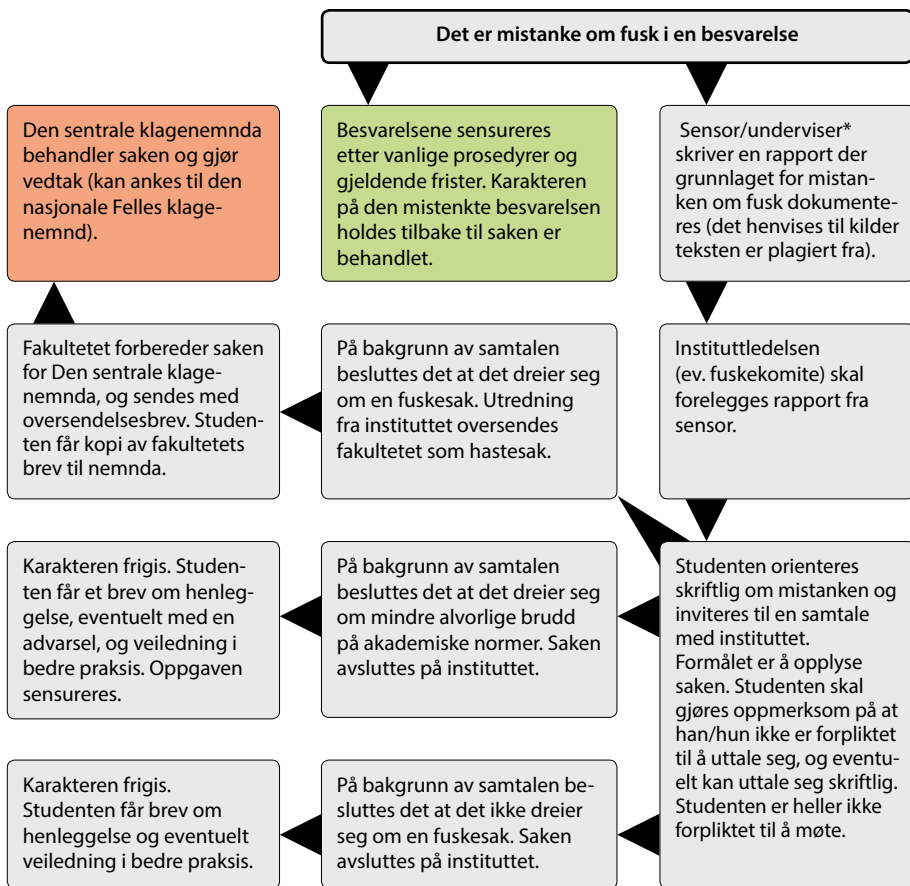 Det er mistanke om fusk i en besvarelse
Den sentrale klagenemnda
behandler saken og gjør
vedtak (kan ankes til den
nasjonale Felles klage-
nemnd).
Besvarelsene sensureres
etter vanlige prosedyrer og
gjeldende frister. Karakteren
på den mistenkte besvarelsen
holdes tilbake til saken er
behandlet.
Sensor/underviser*
skriver en rapport der
grunnlaget for mistan-
ken om fusk dokumente-
res (det henvises til kilder
teksten er plagiert fra).
Fakultetet forbereder saken
for Den sentrale klage-
nemnda, og sendes med
oversendelsesbrev. Studen-
ten får kopi av fakultetets
brev til nemnda.
På bakgrunn av samtalen
besluttes det at det dreier seg
om en fuskesak. Utredning
fra instituttet oversendes
fakultetet som hastesak.
Instituttledelsen
(ev. fuskekomite) skal
forelegges rapport fra
sensor.
Karakteren frigis. Studen-
ten får et brev om henleg-
gelse, eventuelt med en
advarsel, og veiledning i
bedre praksis. Oppgaven
sensureres.
På bakgrunn av samtalen
besluttes det at det dreier seg
om mindre alvorlige brudd
på akademiske normer. Saken
avsluttes på instituttet.
Studenten orienteres
skriftlig om mistanken og
inviteres til en samtale
med instituttet.
Formålet er å opplyse
saken. Studenten skal
gjøres oppmerksom på at
han/hun ikke er forpliktet
til å uttale seg, og eventu-
elt kan uttale seg skriftlig.
Studenten er heller ikke
forpliktet til å møte.
Karakteren frigis.
Studenten får brev om
henleggelse og eventuelt
veiledning i bedre praksis.
På bakgrunn av samtalen be-
sluttes det at det ikke dreier
seg om en fuskesak. Saken
avsluttes på instituttet.